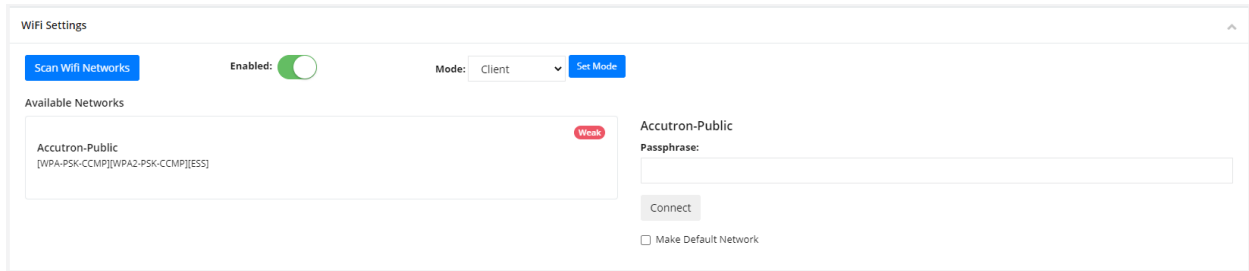 WiFi Settings
Scan Wifi Networks
Enabled:
Mode: Client Set Mode
Available Networks
Weak
Accutron-Public
[WPA-PSK-CCMP][WPA2-PSK-CCMP][ESS]
Accutron-Public
Passphrase:
Connect
Make Default Network